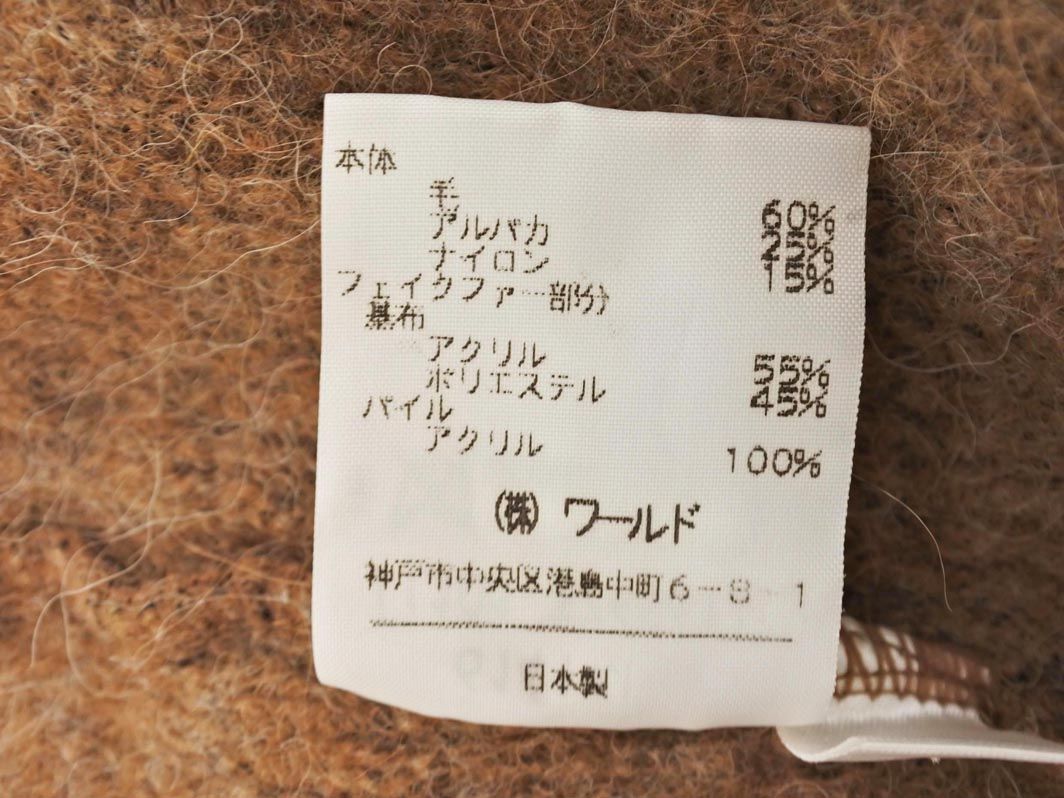 本体
毛 60%
アルパカ 25%
ナイロン 15%
フェイクファー部分
基布
アクリル 55%
ポリエステル 45%
パイル
アクリル 100%
(株) ワールド
神戸市中央区港島中町6-8-1
日本製